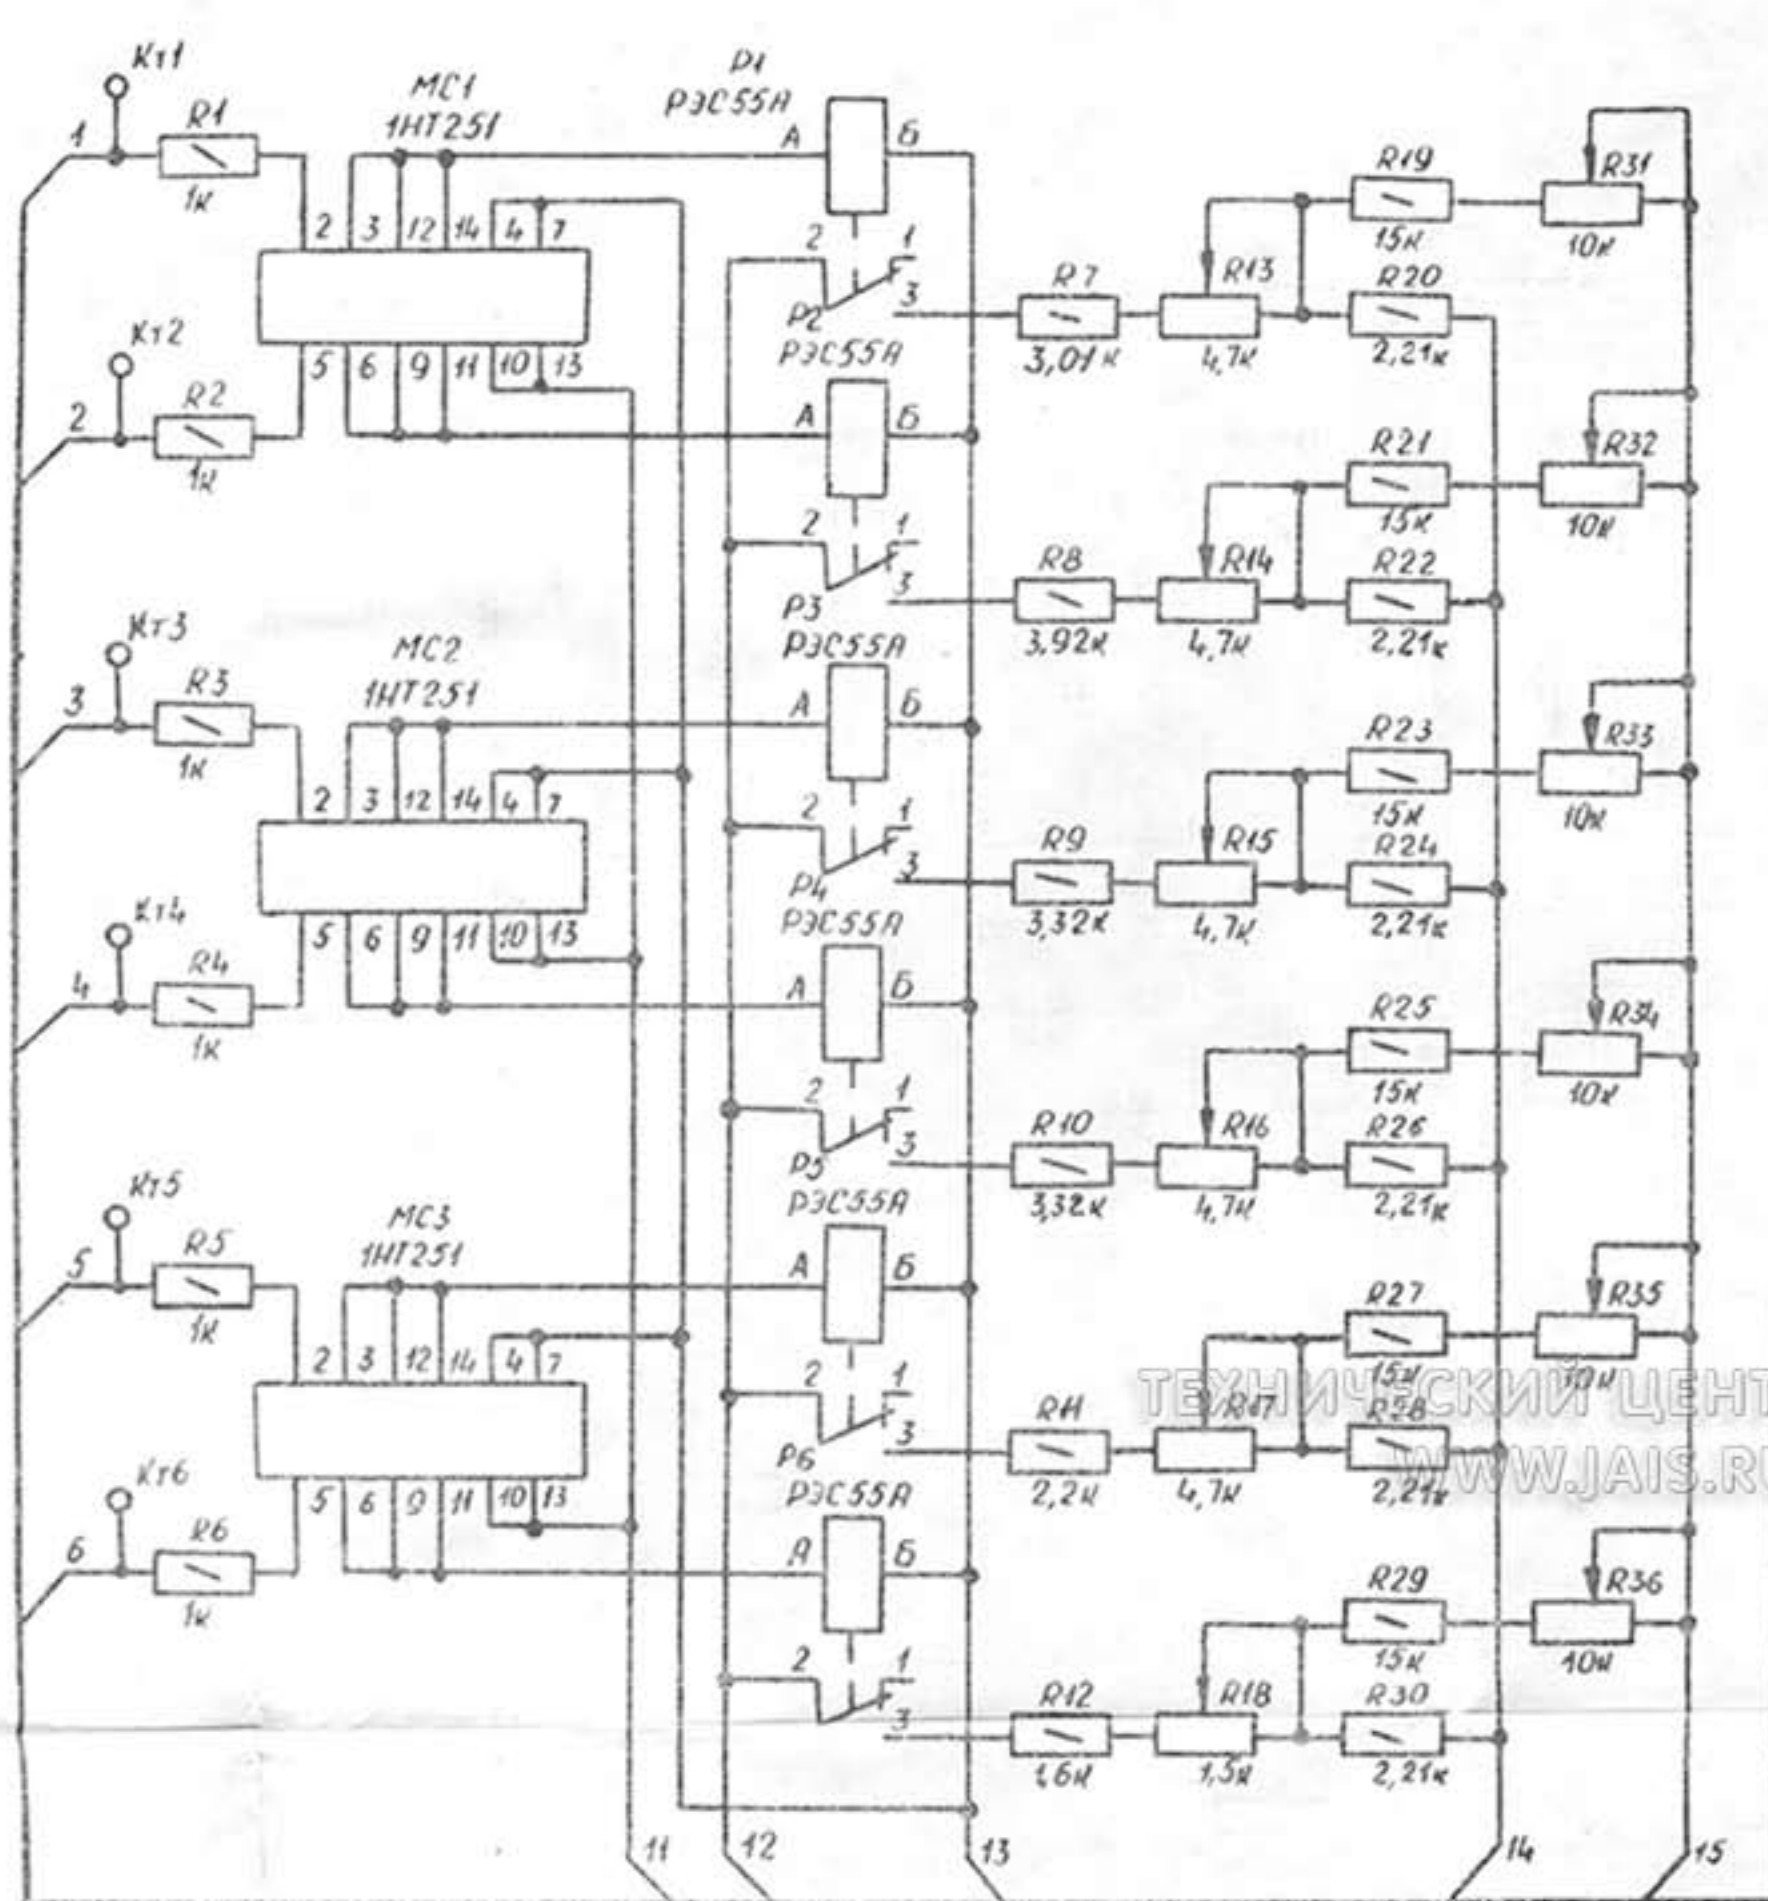 Кт1
1
R1
1к
МС1
1НТ251
2 3 12 14 4 7
5 6 9 11 10 13
Кт2
2
R2
1к
Р1
РЭС55А
А Б
2 1
3
Р2
РЭС55А
А Б
2 1
3
R7
3,01к
R13
4,7к
R19
15к
R20
2,21к
R31
10к
R8
3,92к
R14
4,7к
R21
15к
R22
2,21к
R32
10к
Кт3
3
R3
1к
МС2
1НТ251
2 3 12 14 4 7
5 6 9 11 10 13
Кт4
4
R4
1к
Р3
РЭС55А
А Б
2 1
3
Р4
РЭС55А
А Б
2 1
3
R9
3,32к
R15
4,7к
R23
15к
R24
2,21к
R33
10к
R10
3,32к
R16
4,7к
R25
15к
R26
2,21к
R34
10к
Кт5
5
R5
1к
МС3
1НТ251
2 3 12 14 4 7
5 6 9 11 10 13
Кт6
6
R6
1к
Р5
РЭС55А
А Б
2 1
3
Р6
РЭС55А
А Б
2 1
3
R11
2,2к
R17
4,7к
R27
15к
R28
2,21к
R35
10к
ТЕХНИЧЕСКИЙ ЦЕНТ
WWW.JAIS.RU
R12
1,6к
R18
1,5к
R29
15к
R30
2,21к
R36
10к
11 12 13 14 15